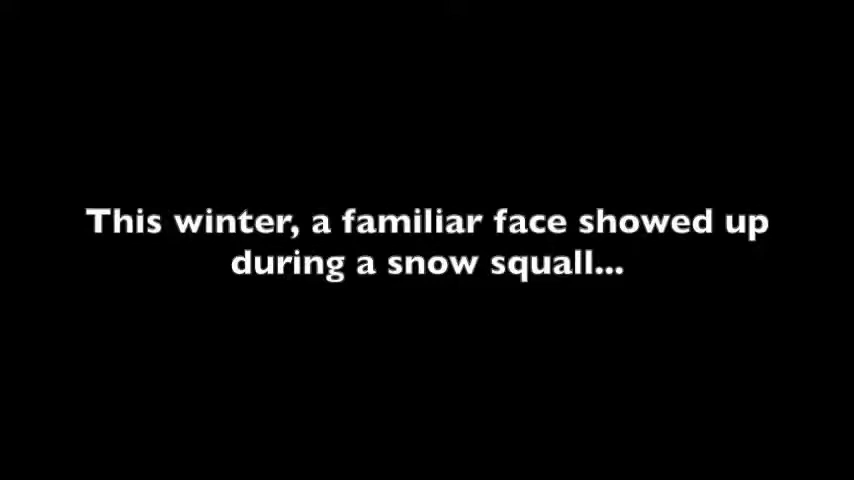 This winter, a familiar face showed up
during a snow squall...